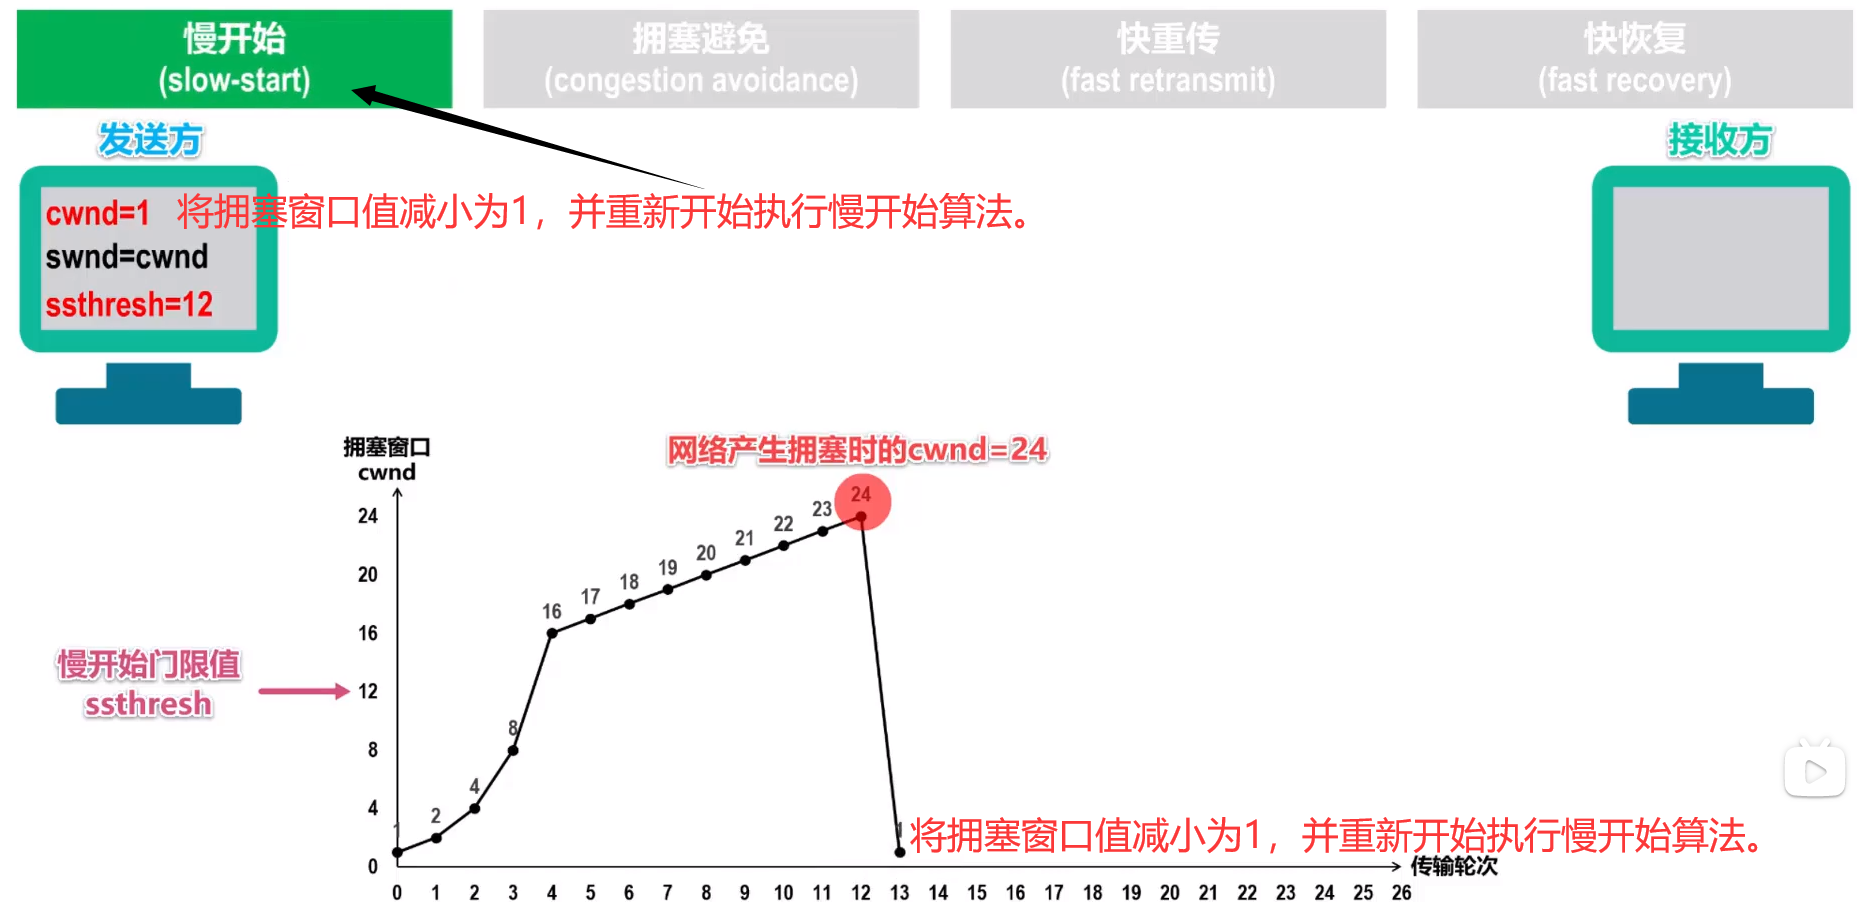 慢开始
(slow-start)
拥塞避免
(congestion avoidance)
快重传
(fast retransmit)
快恢复
(fast recovery)
发送方
接收方
cwnd=1
将拥塞窗口值减小为1，并重新开始执行慢开始算法。
swnd=cwnd
ssthresh=12
拥塞窗口
cwnd
网络产生拥塞时的cwnd=24
24
20
16
12
8
4
0
慢开始门限值
ssthresh
1
2
4
8
16
17
18
19
20
21
22
23
24
1
将拥塞窗口值减小为1，并重新开始执行慢开始算法。
传输轮次
0 1 2 3 4 5 6 7 8 9 10 11 12 13 14 15 16 17 18 19 20 21 22 23 24 25 26